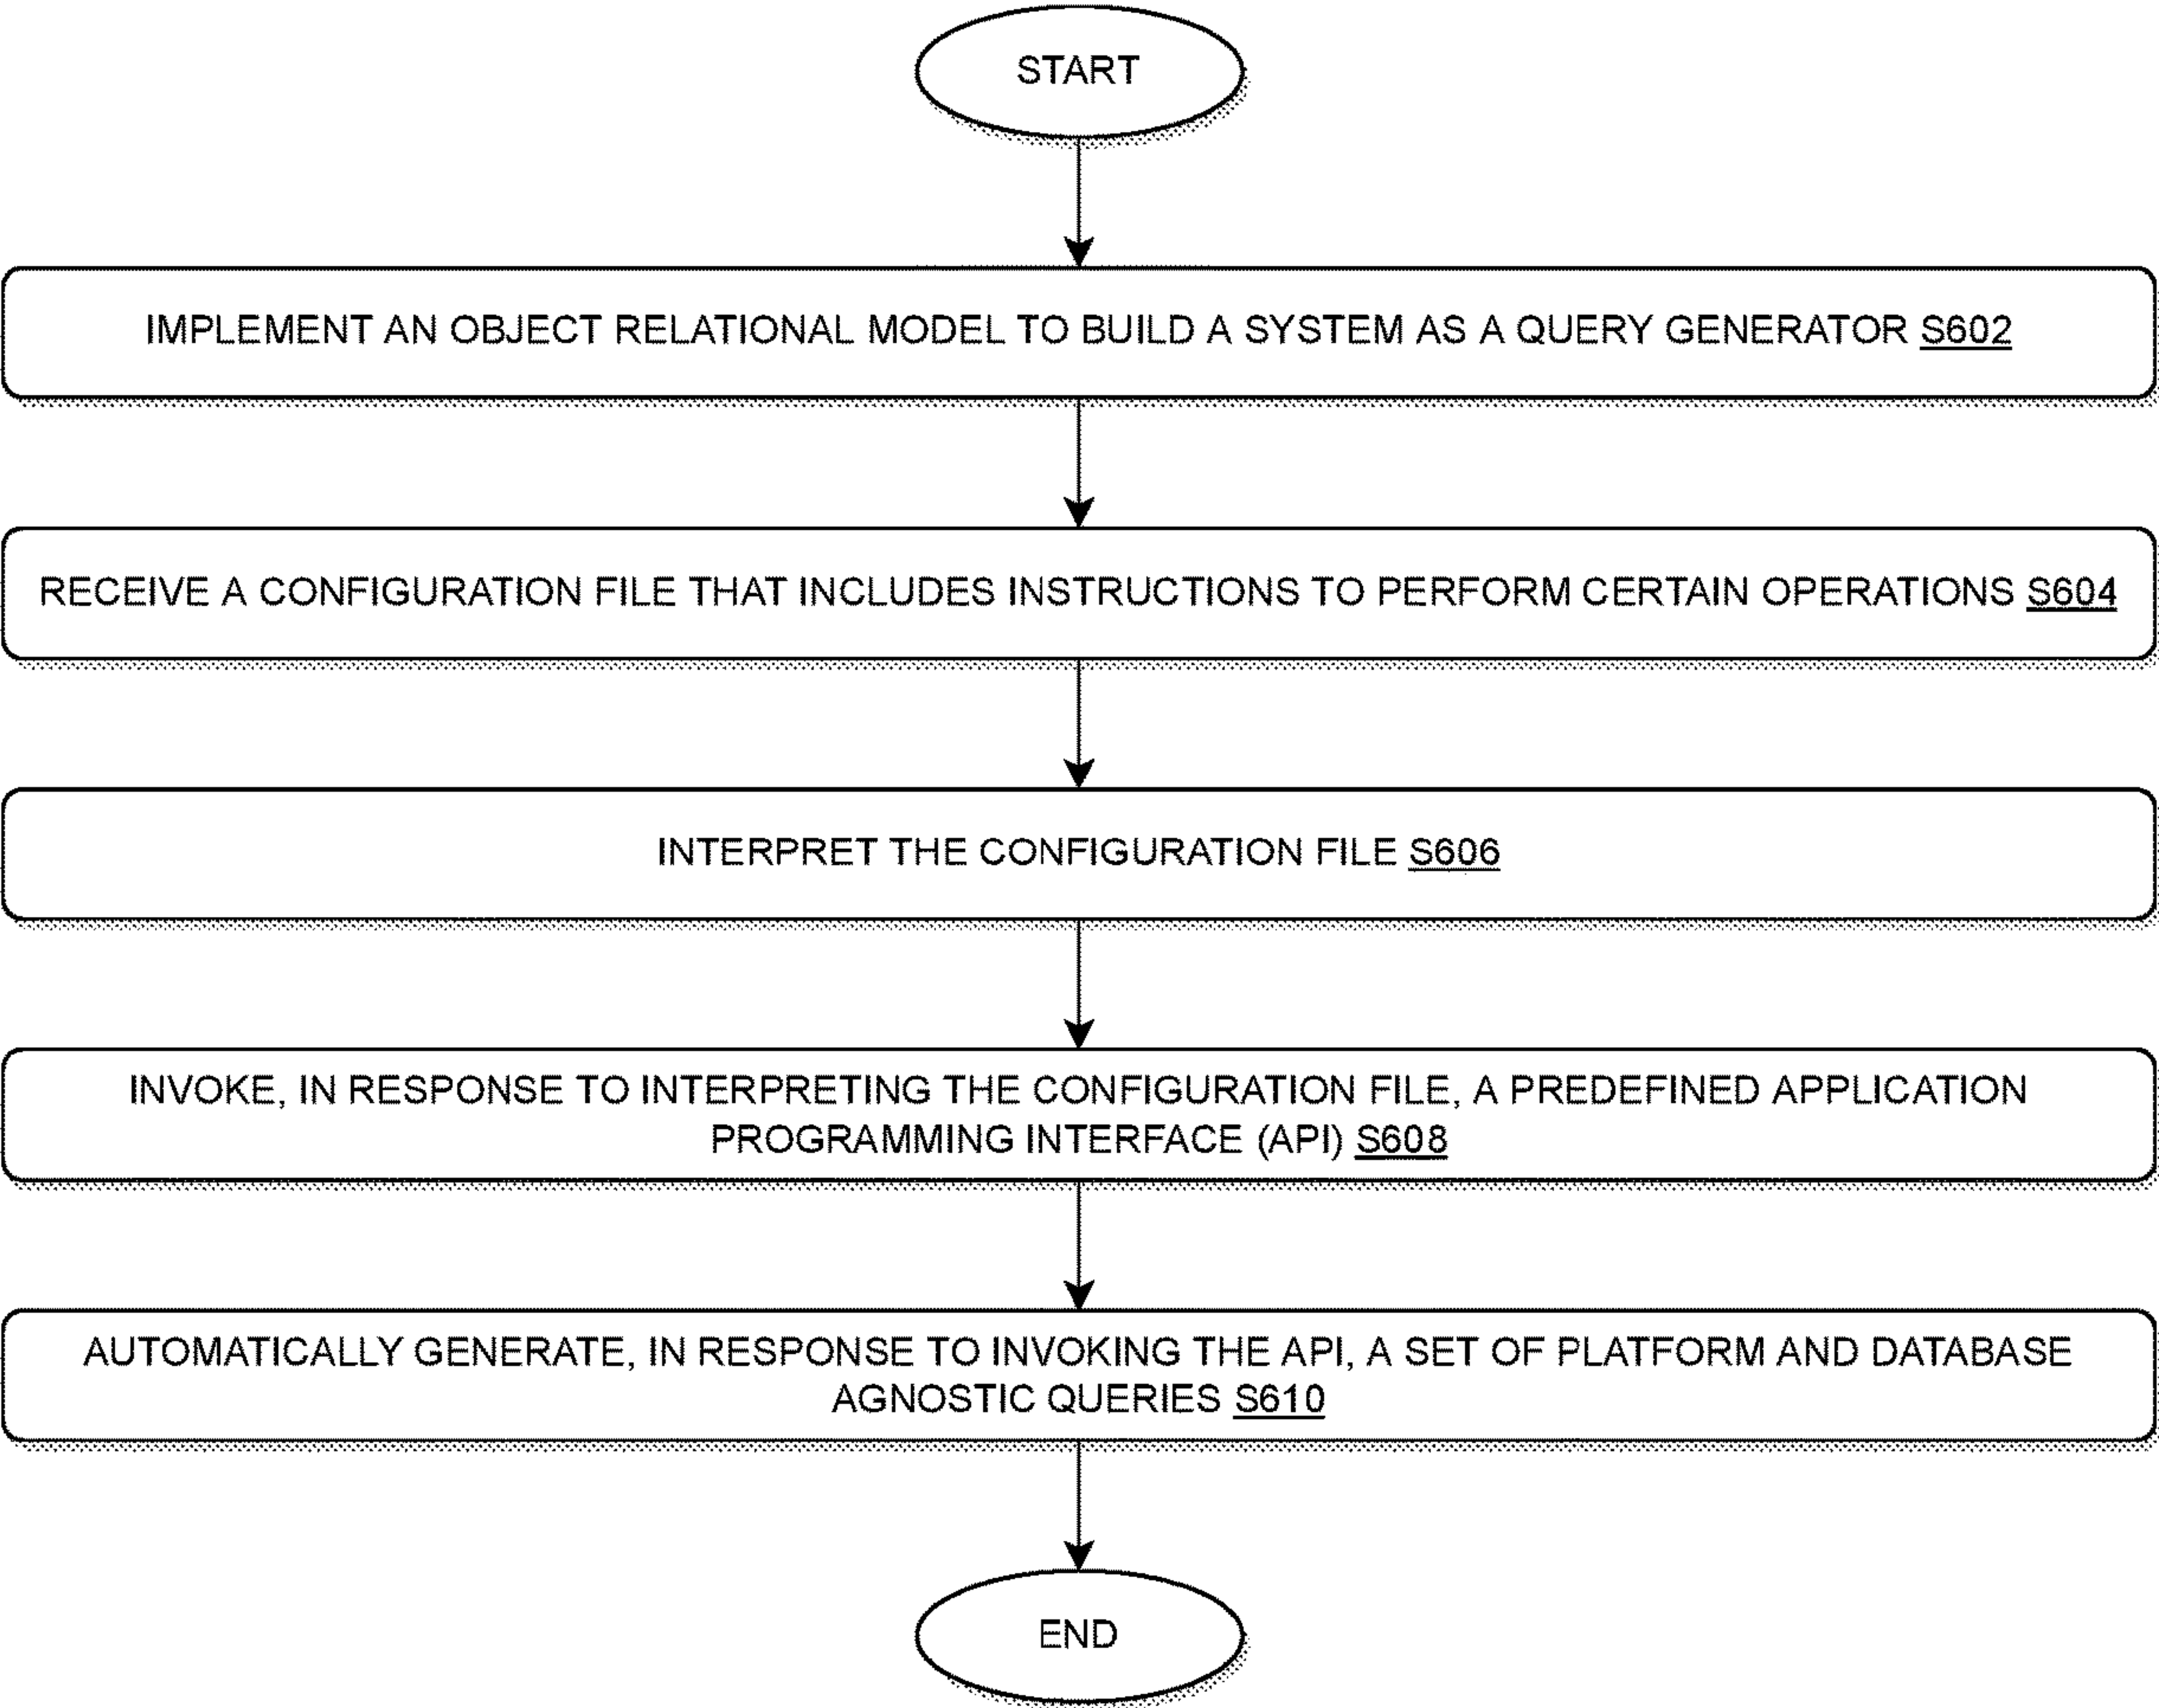 START
IMPLEMENT AN OBJECT RELATIONAL MODEL TO BUILD A SYSTEM AS A QUERY GENERATOR S602
RECEIVE A CONFIGURATION FILE THAT INCLUDES INSTRUCTIONS TO PERFORM CERTAIN OPERATIONS S604
INTERPRET THE CONFIGURATION FILE S606
INVOKE, IN RESPONSE TO INTERPRETING THE CONFIGURATION FILE, A PREDEFINED APPLICATION
PROGRAMMING INTERFACE (API) S608
AUTOMATICALLY GENERATE, IN RESPONSE TO INVOKING THE API, A SET OF PLATFORM AND DATABASE
AGNOSTIC QUERIES S610
END